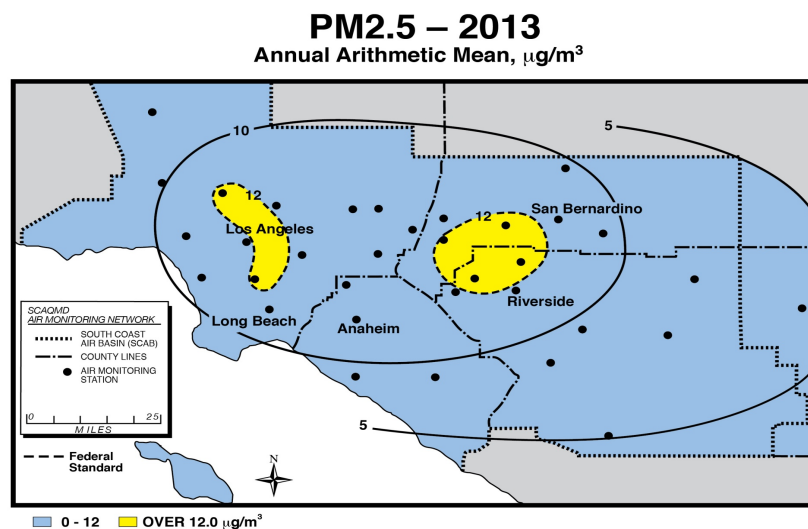 PM2.5 – 2013
Annual Arithmetic Mean, µg/m³
5
10
12
Los Angeles
12
San Bernardino
Long Beach
Anaheim
Riverside
5
SCAQMD
AIR MONITORING NETWORK
SOUTH COAST
AIR BASIN (SCAB)
COUNTY LINES
AIR MONITORING
STATION
0 25
MILES
Federal
Standard
N
0 - 12 OVER 12.0 µg/m³